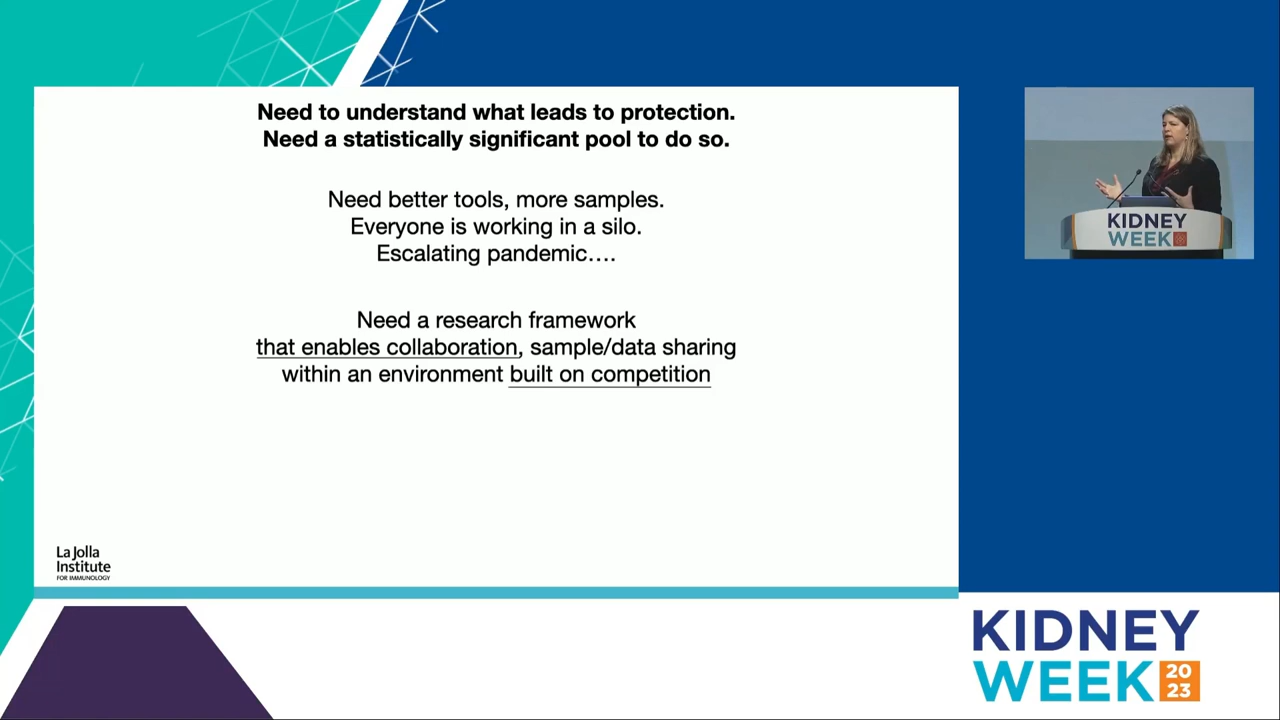 Need to understand what leads to protection.
Need a statistically significant pool to do so.
Need better tools, more samples.
Everyone is working in a silo.
Escalating pandemic….
Need a research framework
that enables collaboration, sample/data sharing
within an environment built on competition
La Jolla
Institute
FOR IMMUNOLOGY
KIDNEY
WEEK
KIDNEY
WEEK 20
23